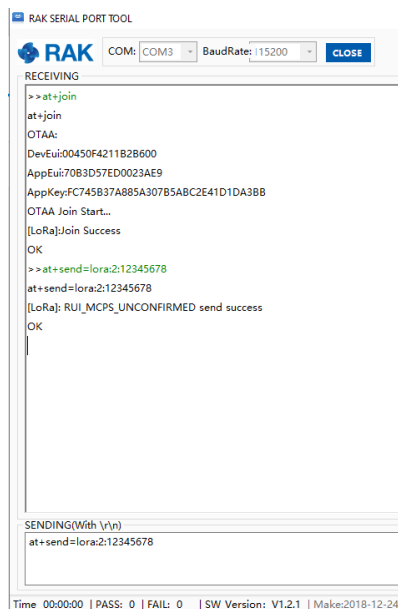 RAK SERIAL PORT TOOL
RAK COM: COM3 BaudRate: 115200 CLOSE
RECEIVING
>>at+join
at+join
OTAA:
DevEui:00450F4211B2B600
AppEui:70B3D57ED0023AE9
AppKey:FC745B37A885A307B5ABC2E41D1DA3BB
OTAA Join Start...
[LoRa]:Join Success
OK
>>at+send=lora:2:12345678
at+send=lora:2:12345678
[LoRa]: RUI_MCPS_UNCONFIRMED send success
OK
SENDING(With \r\n)
at+send=lora:2:12345678
Time 00:00:00 | PASS: 0 | FAIL: 0 | SW Version: V1.2.1 | Make:2018-12-24